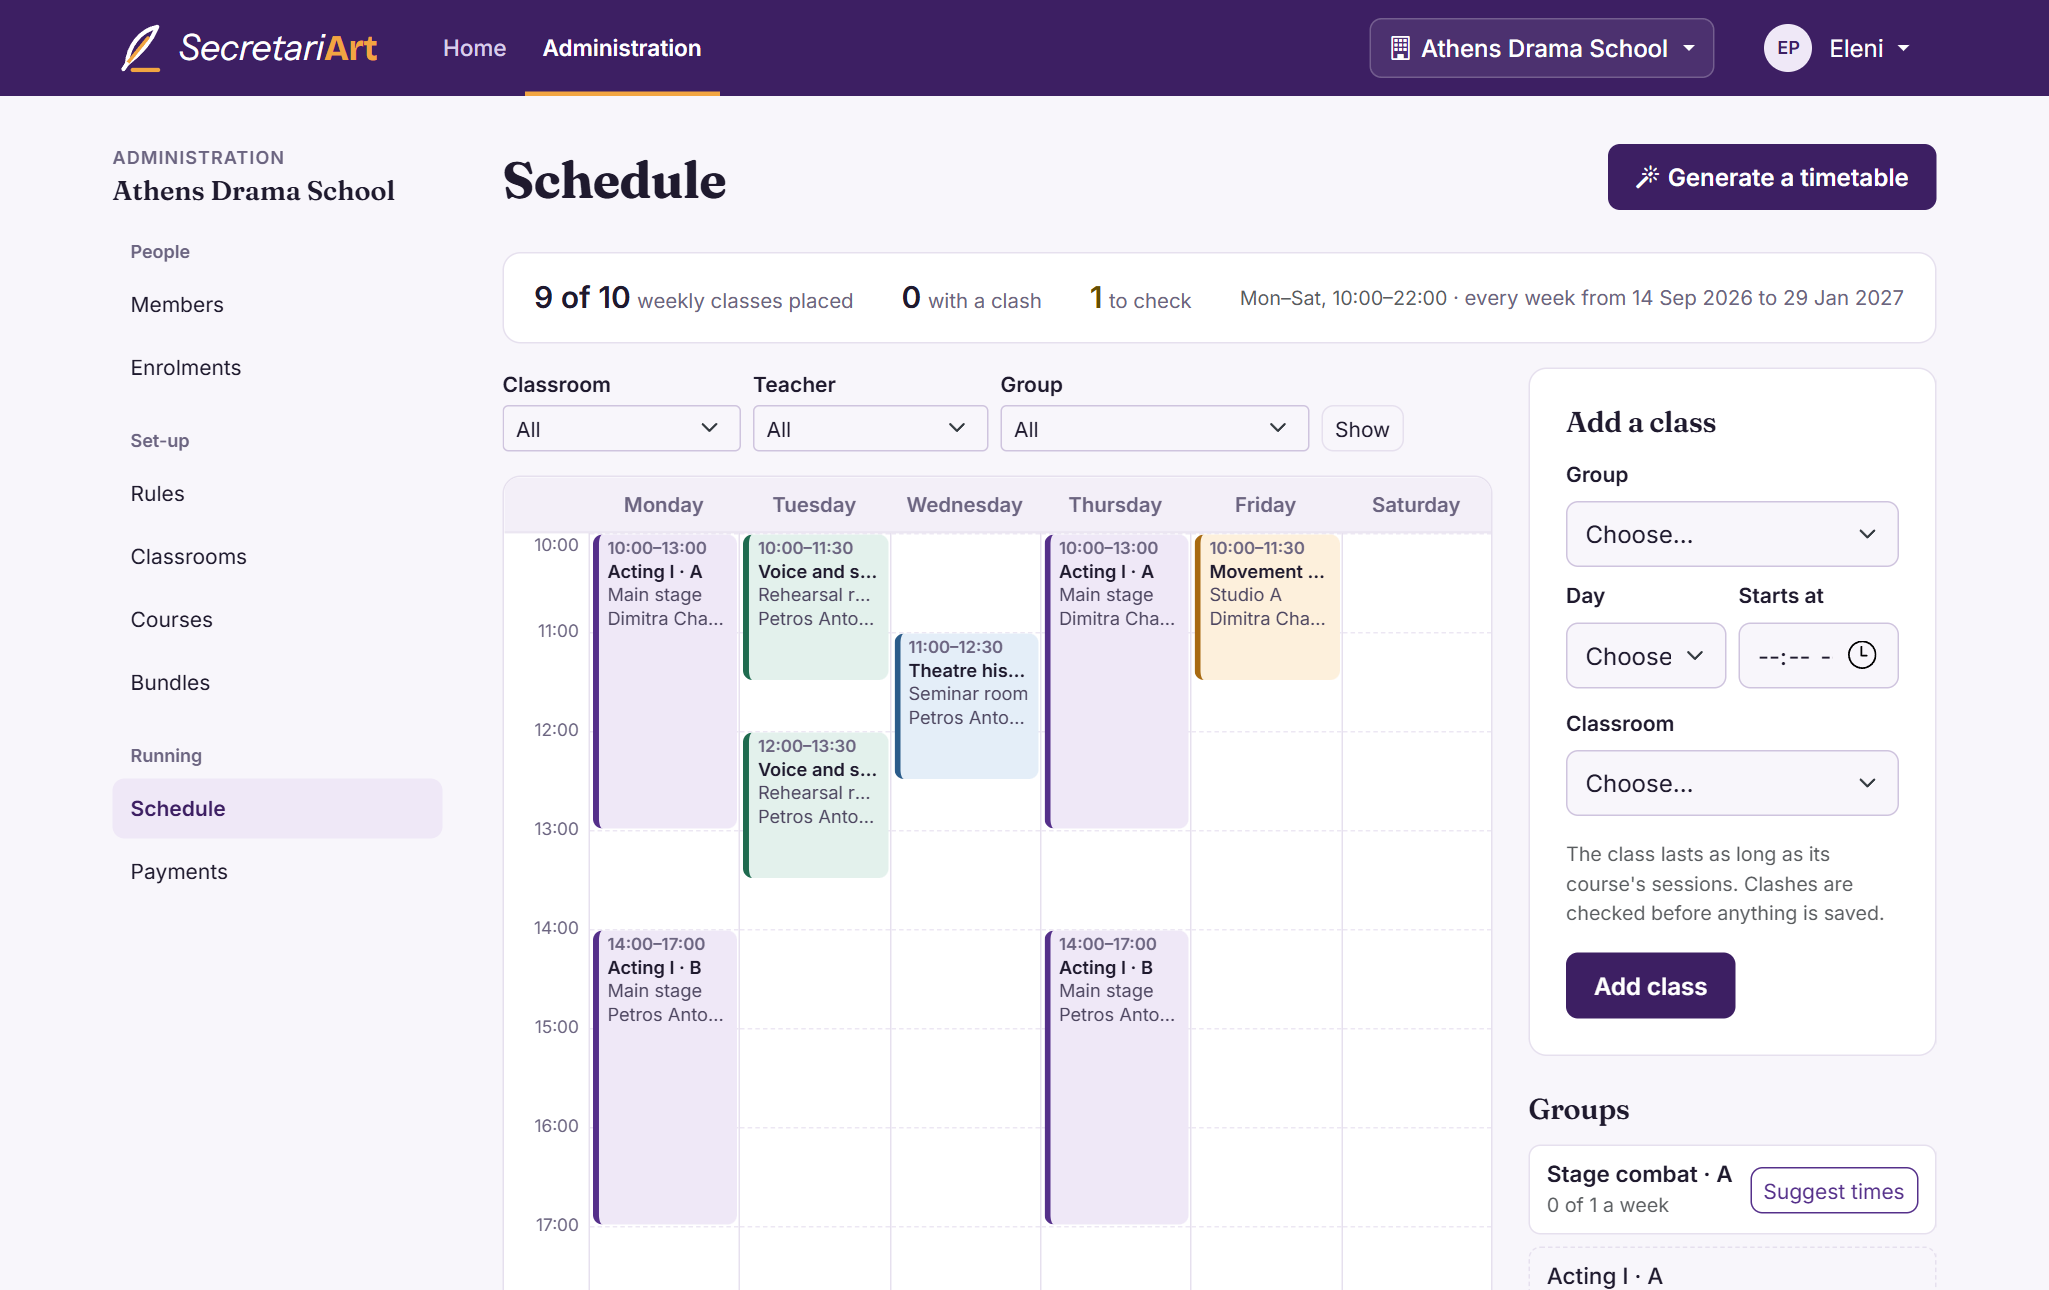 SecretariArt
Home
Administration
Athens Drama School
EP
Eleni
ADMINISTRATION
Athens Drama School
People
Members
Enrolments
Set-up
Rules
Classrooms
Courses
Bundles
Running
Schedule
Payments
Schedule
Generate a timetable
9 of 10 weekly classes placed
0 with a clash
1 to check
Mon–Sat, 10:00–22:00 · every week from 14 Sep 2026 to 29 Jan 2027
Classroom
All
Teacher
All
Group
All
Show
Monday
Tuesday
Wednesday
Thursday
Friday
Saturday
10:00
11:00
12:00
13:00
14:00
15:00
16:00
17:00
10:00–13:00
Acting I · A
Main stage
Dimitra Cha...
14:00–17:00
Acting I · B
Main stage
Petros Anto...
10:00–11:30
Voice and s...
Rehearsal r...
Petros Anto...
12:00–13:30
Voice and s...
Rehearsal r...
Petros Anto...
11:00–12:30
Theatre his...
Seminar room
Petros Anto...
10:00–13:00
Acting I · A
Main stage
Dimitra Cha...
14:00–17:00
Acting I · B
Main stage
Petros Anto...
10:00–11:30
Movement ...
Studio A
Dimitra Cha...
Add a class
Group
Choose...
Day
Choose
Starts at
--:-- -
Classroom
Choose...
The class lasts as long as its
course's sessions. Clashes are
checked before anything is saved.
Add class
Groups
Stage combat · A
0 of 1 a week
Suggest times
Acting I · A